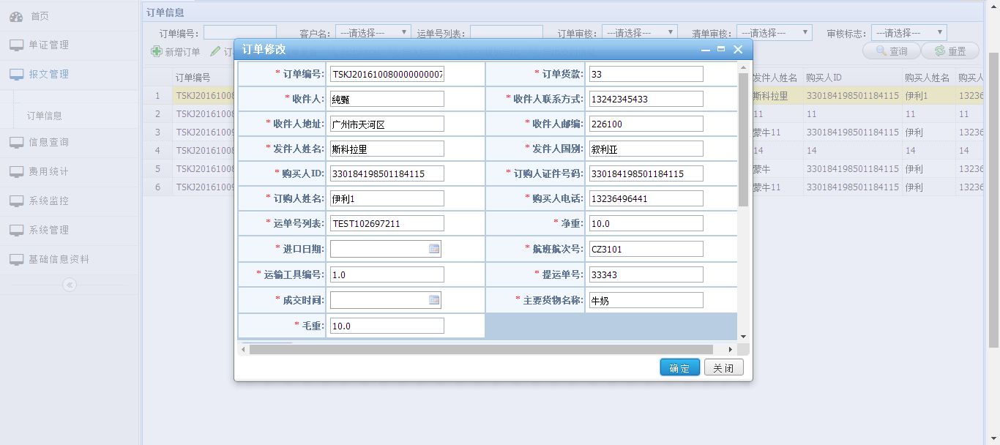 首页
单证管理
报文管理
订单信息
信息查询
费用统计
系统监控
系统管理
基础信息资料
订单信息
订单编号: 客户名: ---请选择--- 运单号列表: 订单审核: ---请选择--- 清单审核: ---请选择--- 审核标志: ---请选择---
新增订单 订 查询 重置
订单编号 发件人姓名 购买人ID 购买人姓名 购买人
1 TSKJ2016100 斯科拉里 330184198501184115 伊利1 13236
2 TSKJ2016100 11 11 11 11
3 TSKJ2016100 蒙牛11 330184198501184115 伊利 13236
4 TSKJ2016100 14 14 14 14
5 TSKJ2016100 蒙牛 330184198501184115 伊利 13236
6 TSKJ2016100 蒙牛11 330184198501184115 伊利 13236
订单修改
* 订单编号: TSKJ201610080000000007 * 订单货款: 33
* 收件人: 纯甄 * 收件人联系方式: 13242345433
* 收件人地址: 广州市天河区 * 收件人邮编: 226100
* 发件人姓名: 斯科拉里 * 发件人国别: 叙利亚
* 购买人ID: 330184198501184115 * 订购人证件号码: 330184198501184115
* 订购人姓名: 伊利1 * 购买人电话: 13236496441
* 运单号列表: TEST102697211 * 净重: 10.0
* 进口日期: * 航班航次号: CZ3101
* 运输工具编号: 1.0 * 提运单号: 33343
* 成交时间: * 主要货物名称: 牛奶
* 毛重: 10.0
确定 关闭